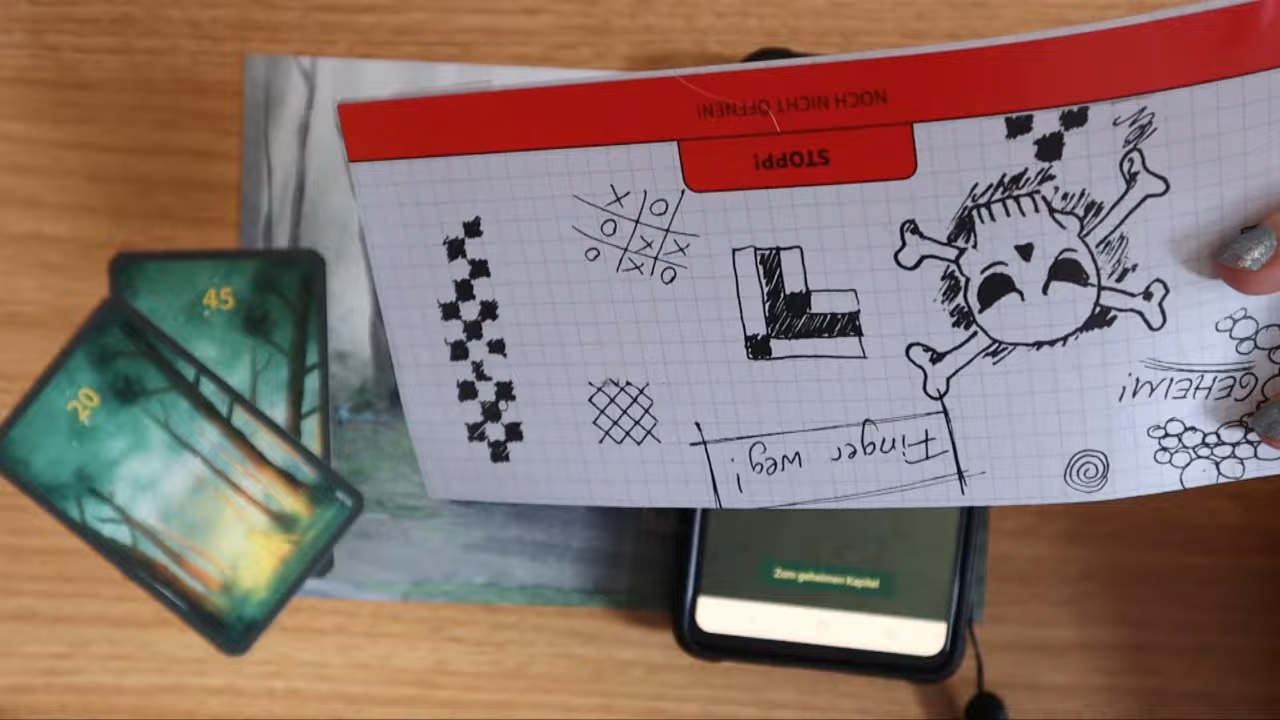 NOCH NICHT ÖFFNEN!
STOPP!
45
20
GEHEIM!
Finger weg!
Zum geheimen Kapitel